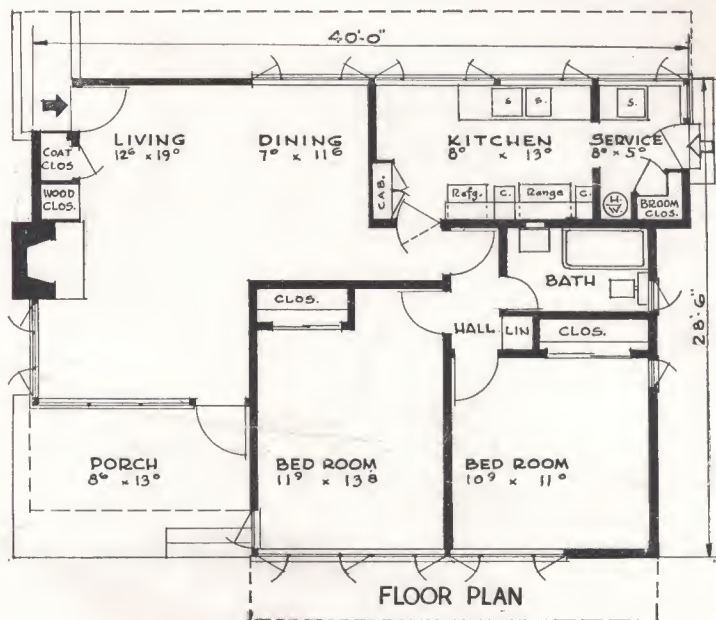 40'-0"
LIVING
12⁶ x 19⁰
DINING
7⁰ x 11⁶
KITCHEN
8⁰ x 13⁰
SERVICE
8⁰ x 5⁰
S
S.
S.
COAT
CLOS
WOOD
CLOS.
CAB.
Refg.
C.
Range
C.
H.
W.
BROOM
CLOS.
BATH
28'-6"
CLOS.
HALL
LIN
CLOS.
PORCH
8⁶ x 13⁰
BED ROOM
11⁹ x 13⁸
BED ROOM
10⁹ x 11⁰
FLOOR PLAN